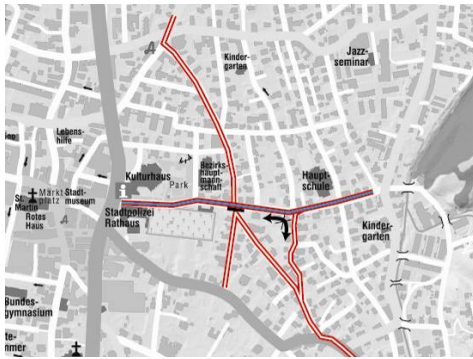 Kinder-
garten
Jazz-
seminar
Lebens-
hilfe
Kulturhaus
Bezirks-
haupt-
mann-
schaft
Park
Haupt-
schule
Markt
platz
Stadt-
museum
St.
Martin
Rotes
Haus
i
Stadtpolizei
Rathaus
Kinder-
garten
Bundes-
gymnasium